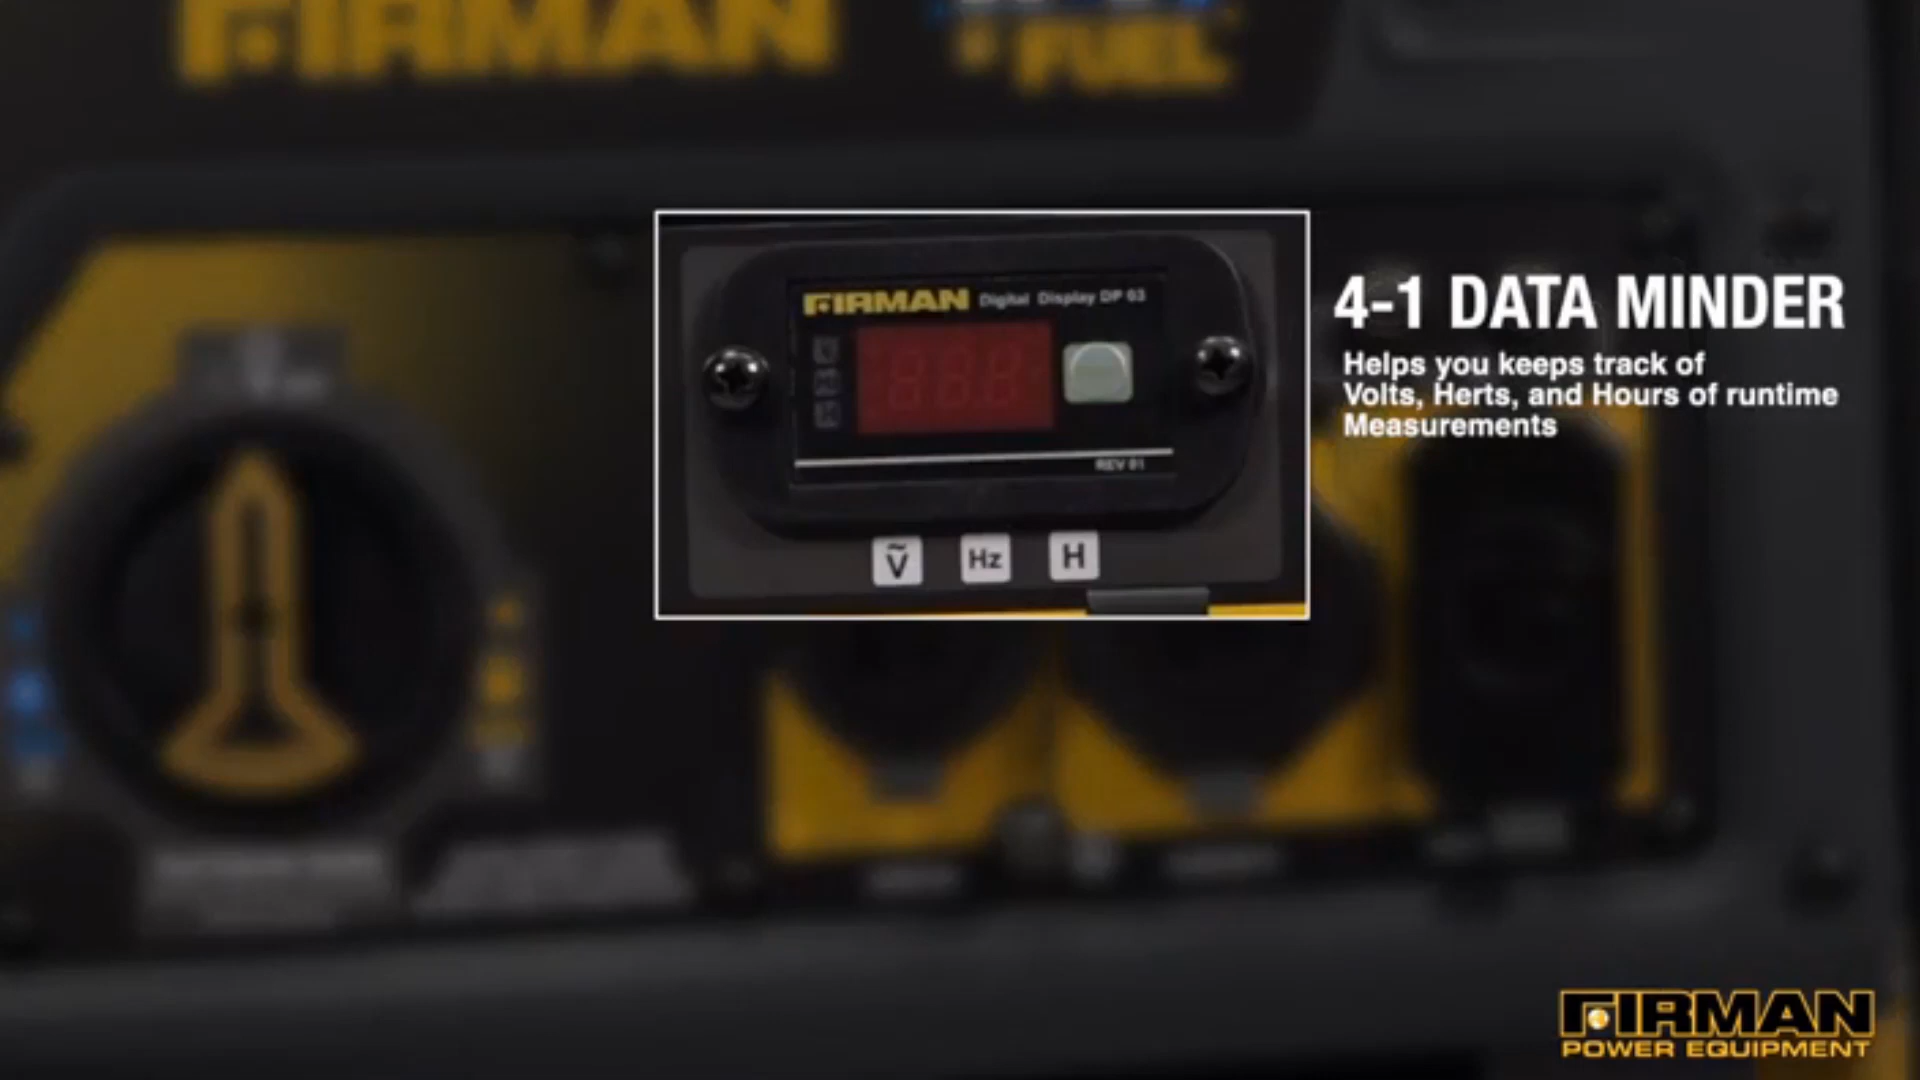 FIRMAN
FUEL
FIRMAN Digital Display DP 03
REV 01
V Hz H
4-1 DATA MINDER
Helps you keeps track of
Volts, Herts, and Hours of runtime
Measurements
FIRMAN
POWER EQUIPMENT